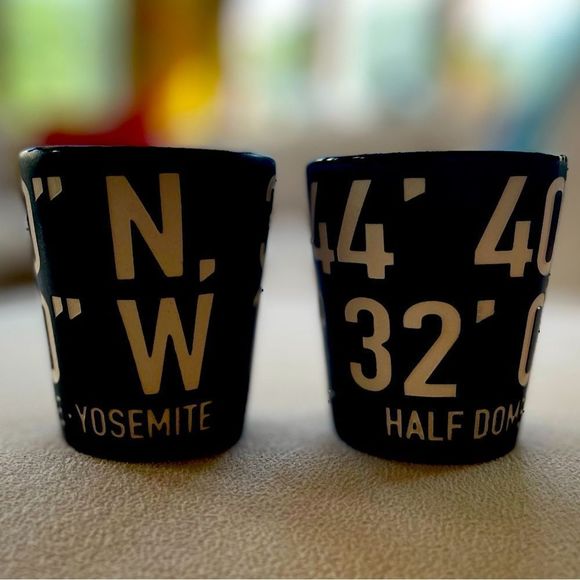 " N,
" W
· YOSEMITE
44' 40
32'
HALF DOM